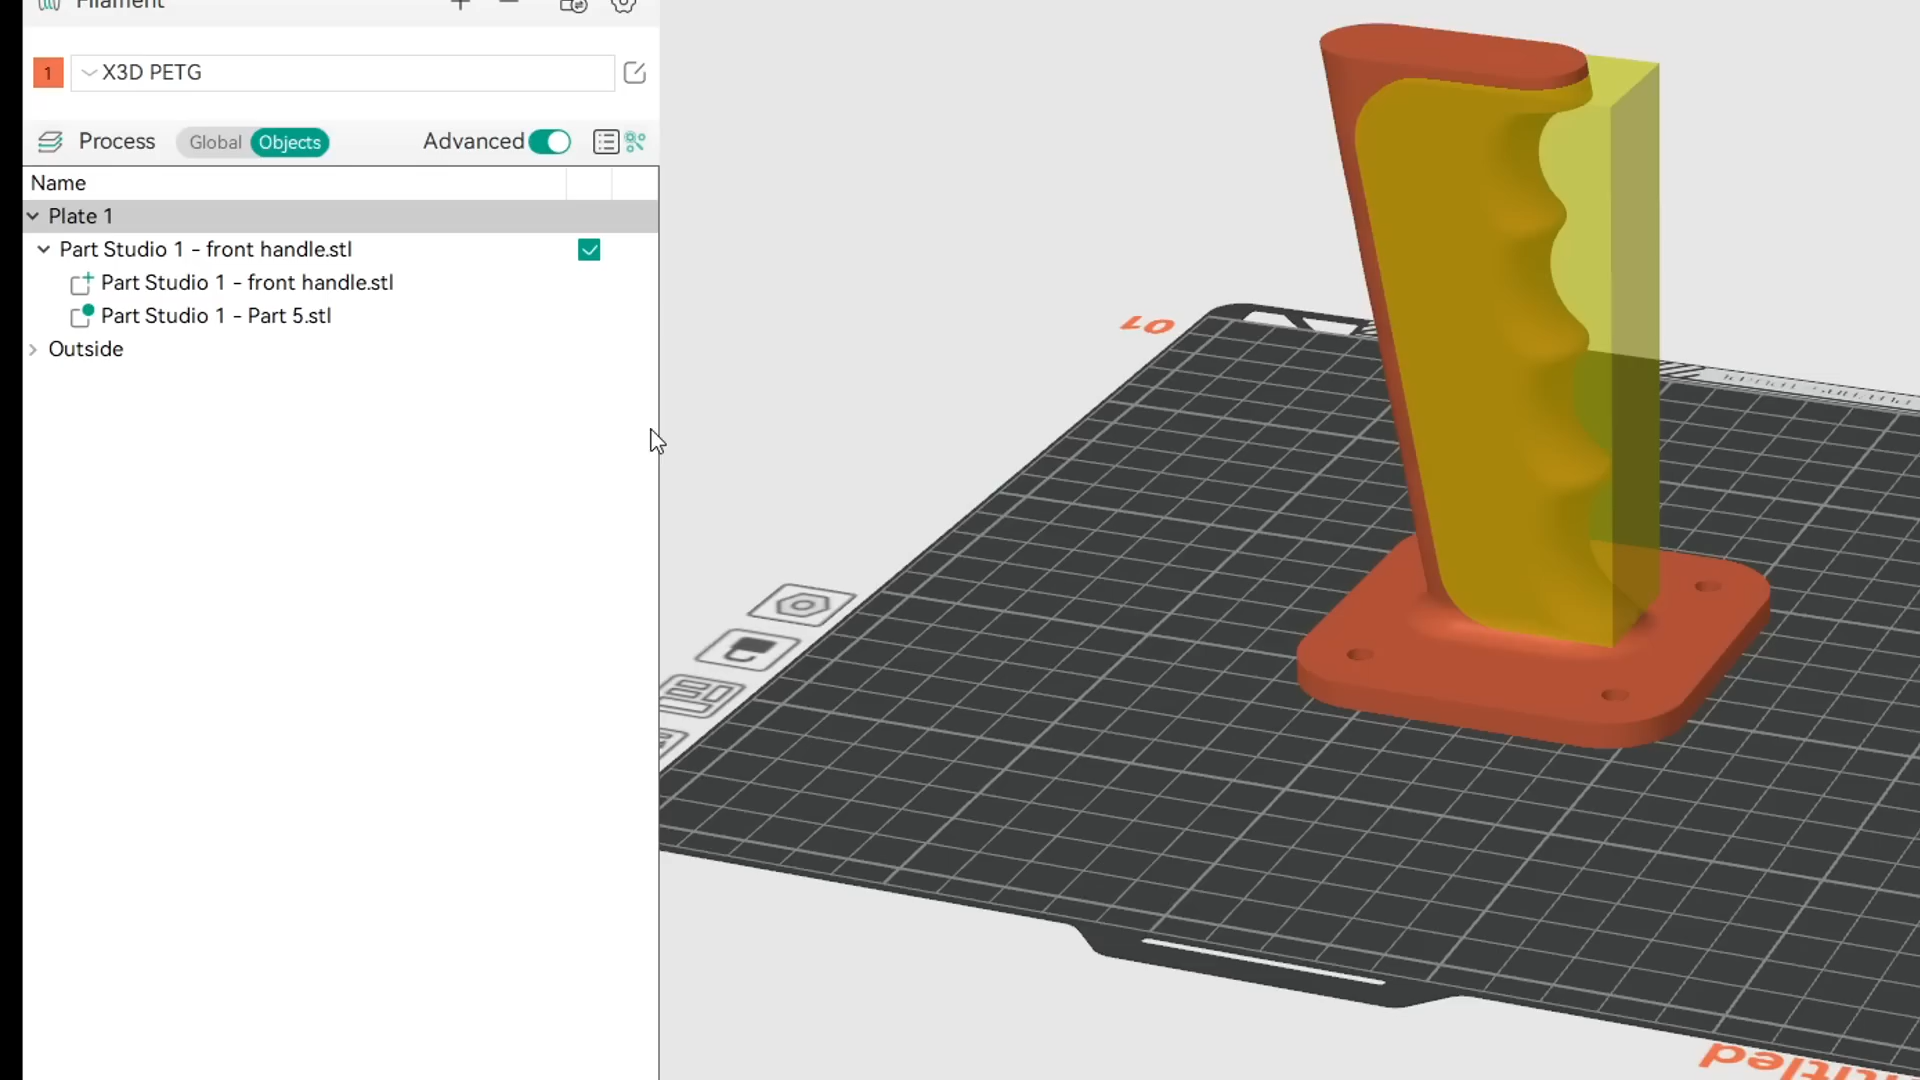 Filament
1
X3D PETG
Process
Global
Objects
Advanced
Name
Plate 1
Part Studio 1 - front handle.stl
Part Studio 1 - front handle.stl
Part Studio 1 - Part 5.stl
Outside
01